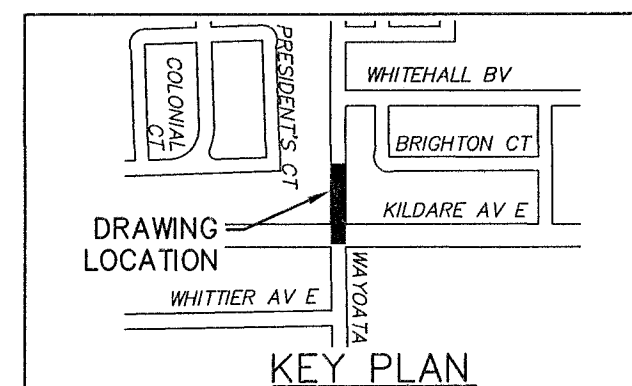 WHITEHALL BV
PRESIDENT'S CT
COLONIAL
CT
BRIGHTON CT
KILDARE AV E
DRAWING
LOCATION
WAYOATA
WHITTIER AV E
KEY PLAN